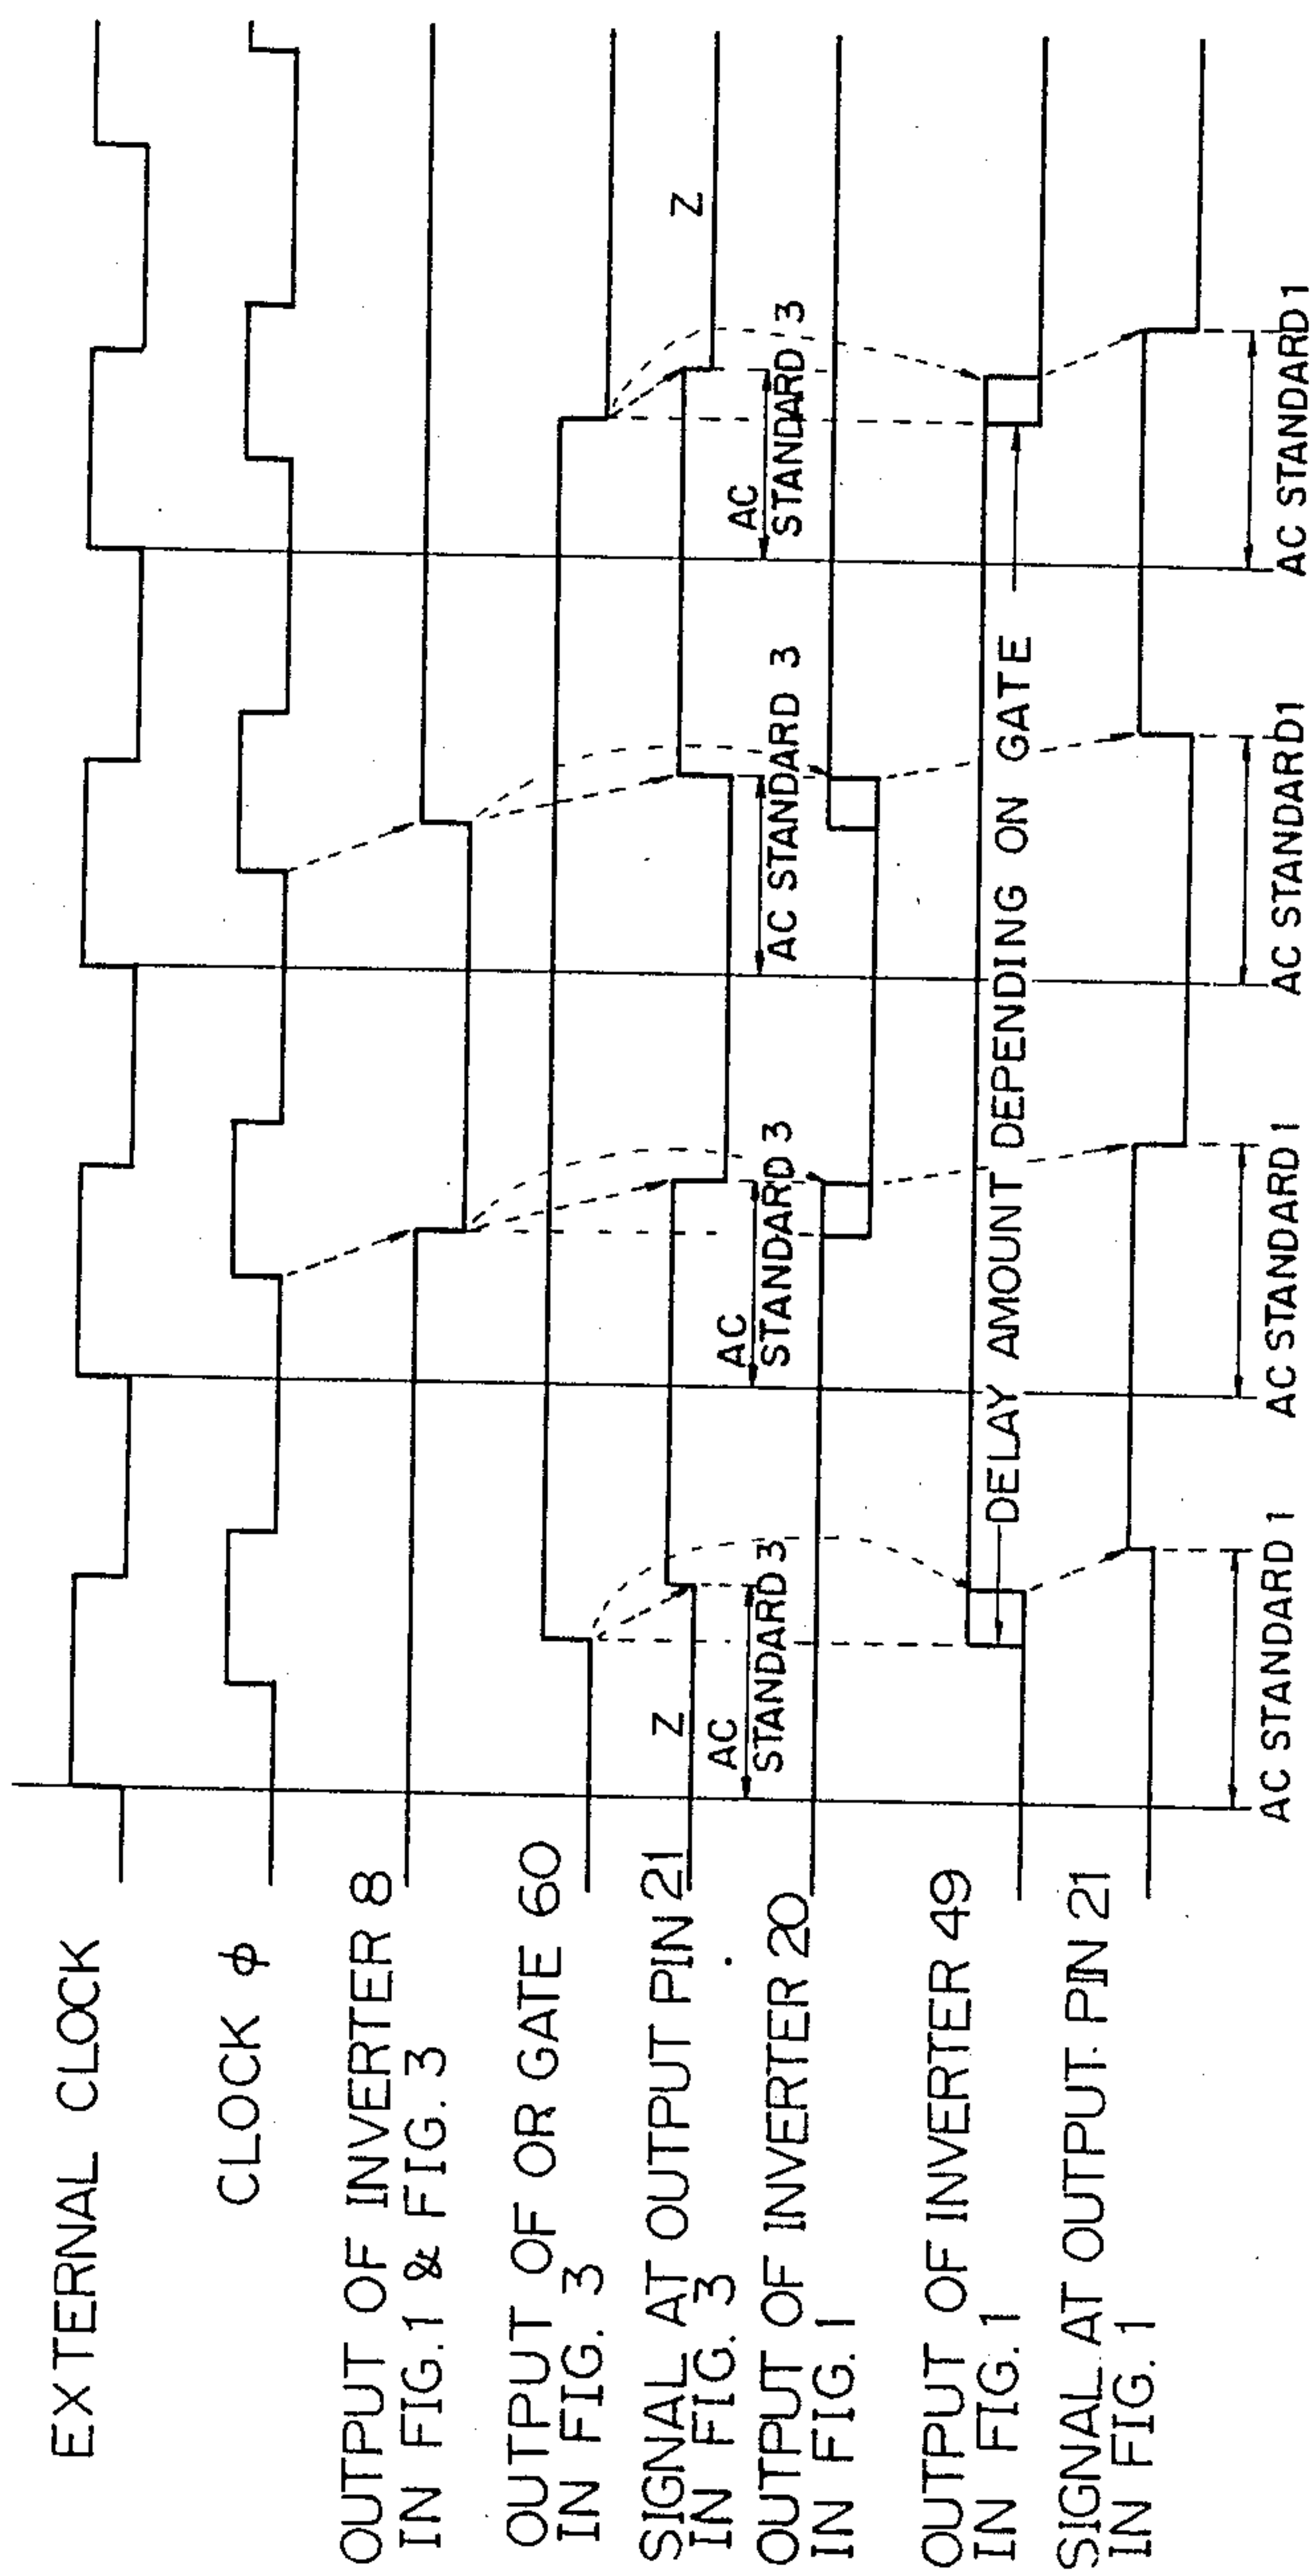 EXTERNAL CLOCK
CLOCK φ
OUTPUT OF INVERTER 8
IN FIG.1 & FIG. 3
OUTPUT OF OR GATE 60
IN FIG. 3
Z
Z
SIGNAL AT OUTPUT PIN 21
IN FIG. 3
AC
STANDARD 3
AC
STANDARD 3
AC STANDARD 3
AC
STANDARD 3
OUTPUT OF INVERTER 20
IN FIG. 1
DELAY AMOUNT DEPENDING ON GATE
OUTPUT OF INVERTER 49
IN FIG. 1
SIGNAL AT OUTPUT PIN 21
IN FIG. 1
AC STANDARD 1
AC STANDARD 1
AC STANDARD 1
AC STANDARD 1